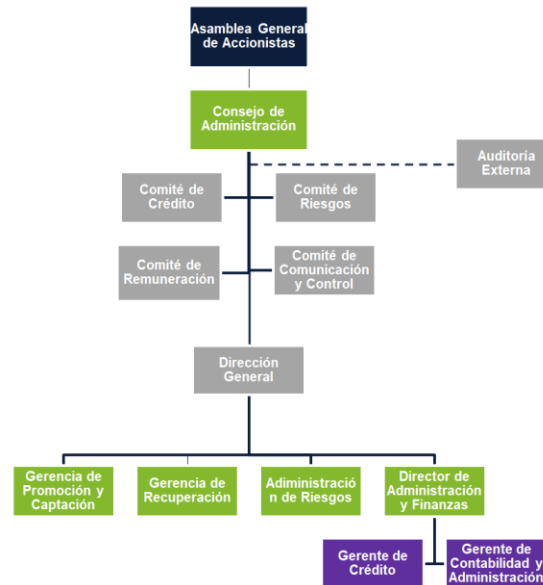 Asamblea General
de Accionistas
Consejo de
Administración
Auditoría
Externa
Comité de
Crédito
Comité de
Riesgos
Comité de
Remuneración
Comité de
Comunicación
y Control
Dirección
General
Gerencia de
Promoción y
Captación
Gerencia de
Recuperación
Adiministració
n de Riesgos
Director de
Administración
y Finanzas
Gerente de
Crédito
Gerente de
Contabilidad y
Administración